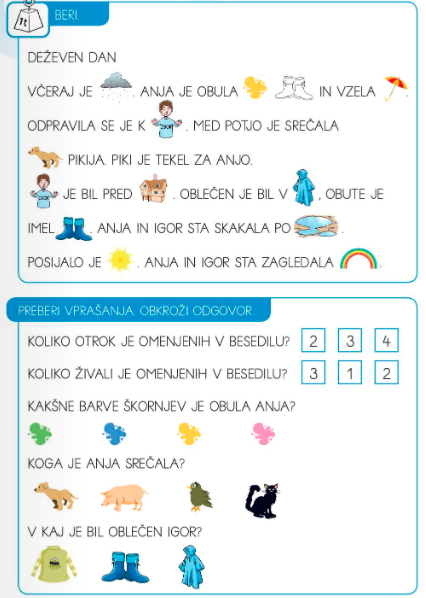 BERI.
DEŽEVEN DAN
VČERAJ JE . ANJA JE OBULA IN VZELA .
ODPRAVILA SE JE K . MED POTJO JE SREČALA
PIKIJA. PIKI JE TEKEL ZA ANJO.
JE BIL PRED . OBLEČEN JE BIL V , OBUTE JE
IMEL . ANJA IN IGOR STA SKAKALA PO .
POSIJALO JE . ANJA IN IGOR STA ZAGLEDALA .
PREBERI VPRAŠANJA. OBKROŽI ODGOVOR.
KOLIKO OTROK JE OMENJENIH V BESEDILU? 2 3 4
KOLIKO ŽIVALI JE OMENJENIH V BESEDILU? 3 1 2
KAKŠNE BARVE ŠKORNJEV JE OBULA ANJA?
KOGA JE ANJA SREČALA?
V KAJ JE BIL OBLEČEN IGOR?